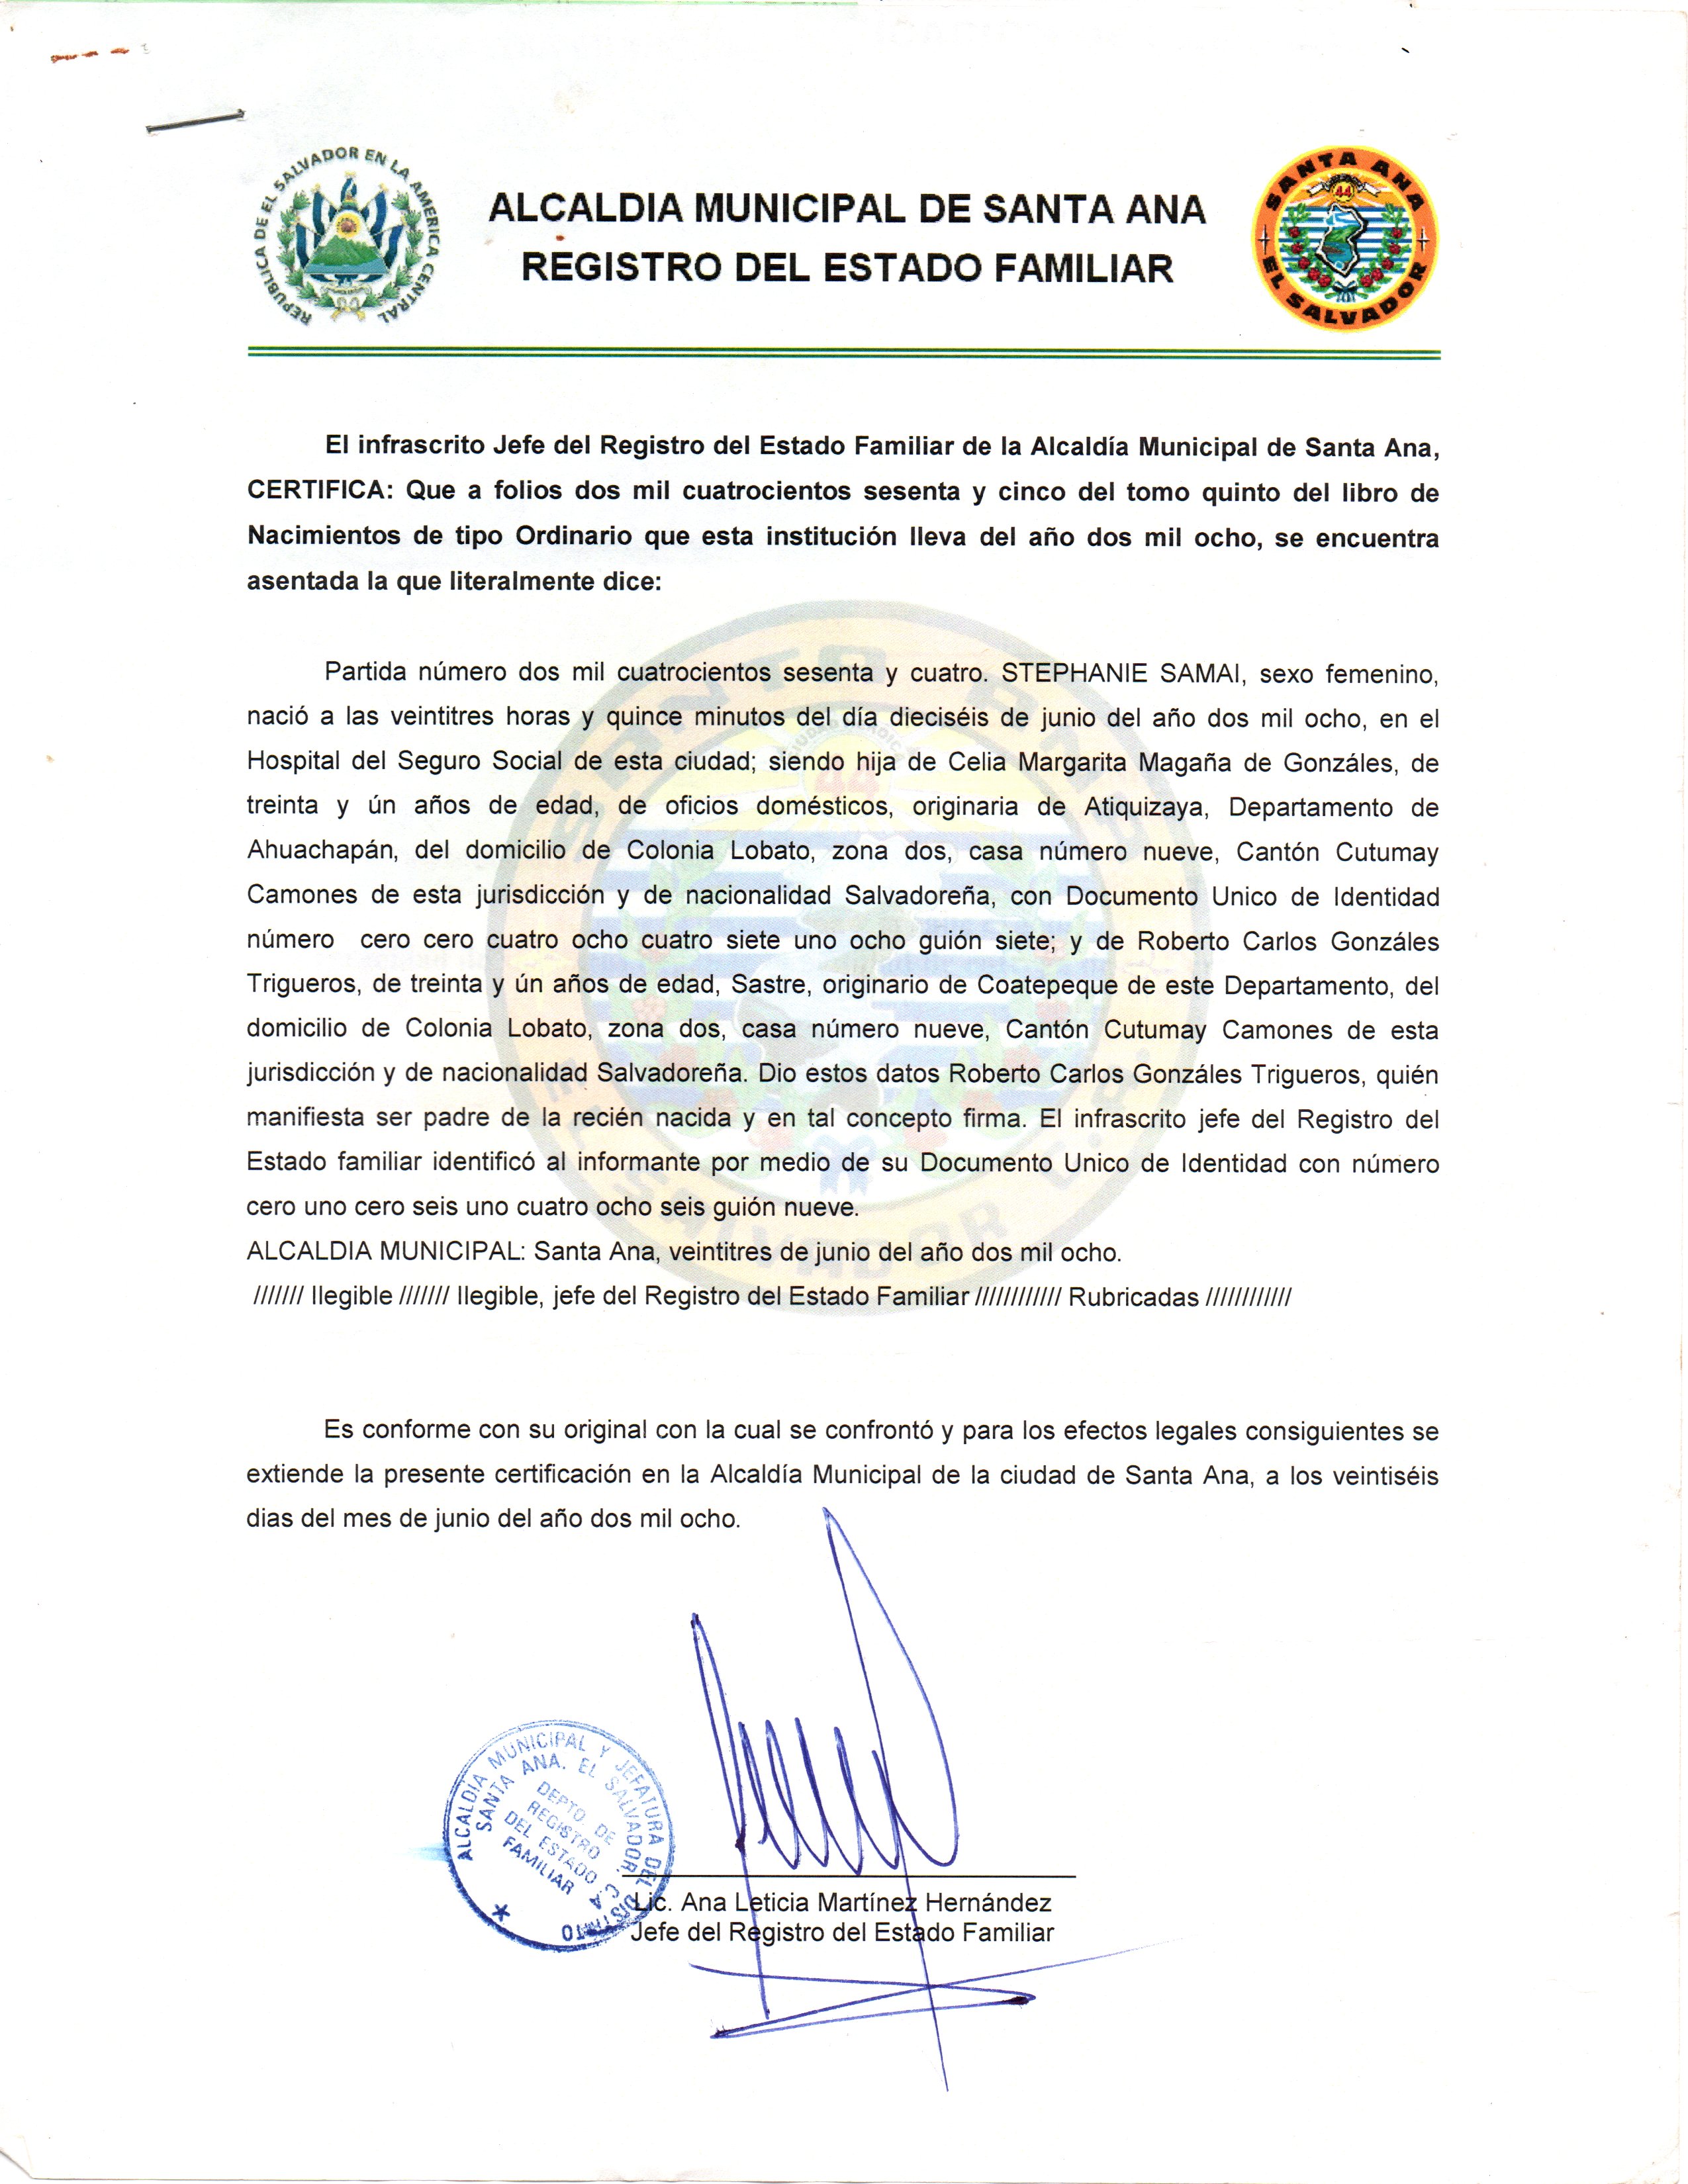 REPUBLICA DE EL SALVADOR EN LA AMERICA CENTRAL
SANTA ANA
44
EL SALVADOR
ALCALDIA MUNICIPAL DE SANTA ANA
REGISTRO DEL ESTADO FAMILIAR
El infrascrito Jefe del Registro del Estado Familiar de la Alcaldía Municipal de Santa Ana,
CERTIFICA: Que a folios dos mil cuatrocientos sesenta y cinco del tomo quinto del libro de
Nacimientos de tipo Ordinario que esta institución lleva del año dos mil ocho, se encuentra
asentada la que literalmente dice:
Partida número dos mil cuatrocientos sesenta y cuatro. STEPHANIE SAMAI, sexo femenino,
nació a las veintitres horas y quince minutos del día dieciséis de junio del año dos mil ocho, en el
Hospital del Seguro Social de esta ciudad; siendo hija de Celia Margarita Magaña de Gonzáles, de
treinta y ún años de edad, de oficios domésticos, originaria de Atiquizaya, Departamento de
Ahuachapán, del domicilio de Colonia Lobato, zona dos, casa número nueve, Cantón Cutumay
Camones de esta jurisdicción y de nacionalidad Salvadoreña, con Documento Unico de Identidad
número cero cero cuatro ocho cuatro siete uno ocho guión siete; y de Roberto Carlos Gonzáles
Trigueros, de treinta y ún años de edad, Sastre, originario de Coatepeque de este Departamento, del
domicilio de Colonia Lobato, zona dos, casa número nueve, Cantón Cutumay Camones de esta
jurisdicción y de nacionalidad Salvadoreña. Dio estos datos Roberto Carlos Gonzáles Trigueros, quién
manifiesta ser padre de la recién nacida y en tal concepto firma. El infrascrito jefe del Registro del
Estado familiar identificó al informante por medio de su Documento Unico de Identidad con número
cero uno cero seis uno cuatro ocho seis guión nueve.
ALCALDIA MUNICIPAL: Santa Ana, veintitres de junio del año dos mil ocho.
/////// Ilegible /////// Ilegible, jefe del Registro del Estado Familiar //////////// Rubricadas ////////////
Es conforme con su original con la cual se confrontó y para los efectos legales consiguientes se
extiende la presente certificación en la Alcaldía Municipal de la ciudad de Santa Ana, a los veintiséis
dias del mes de junio del año dos mil ocho.
ALCALDIA MUNICIPAL Y JEFATURA DEL DISTRITO
SANTA ANA. EL SALVADOR. C. A.
DEPTO. DE
REGISTRO
DEL ESTADO
FAMILIAR
Lic. Ana Leticia Martínez Hernández
Jefe del Registro del Estado Familiar